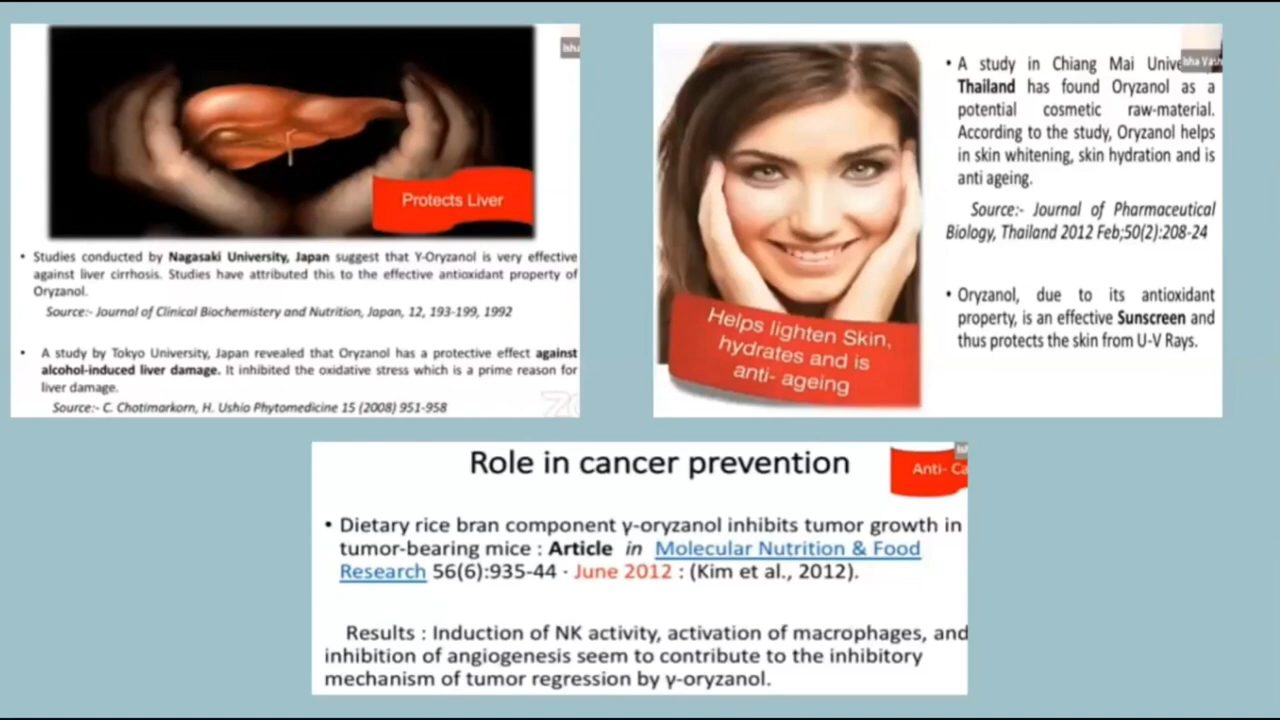 Isha
Protects Liver
• Studies conducted by Nagasaki University, Japan suggest that Y-Oryzanol is very effective
against liver cirrhosis. Studies have attributed this to the effective antioxidant property of
Oryzanol.
Source:- Journal of Clinical Biochemistery and Nutrition, Japan, 12, 193-199, 1992
• A study by Tokyo University, Japan revealed that Oryzanol has a protective effect against
alcohol-induced liver damage. It inhibited the oxidative stress which is a prime reason for
liver damage.
Source:- C. Chotimarkorn, H. Ushio Phytomedicine 15 (2008) 951-958
Helps lighten Skin,
hydrates and is
anti- ageing
Isha Vash
• A study in Chiang Mai Unive
Thailand has found Oryzanol as a
potential cosmetic raw-material.
According to the study, Oryzanol helps
in skin whitening, skin hydration and is
anti ageing.
Source:- Journal of Pharmaceutical
Biology, Thailand 2012 Feb;50(2):208-24
• Oryzanol, due to its antioxidant
property, is an effective Sunscreen and
thus protects the skin from U-V Rays.
Role in cancer prevention
Anti- Ca
• Dietary rice bran component γ-oryzanol inhibits tumor growth in
tumor-bearing mice : Article in Molecular Nutrition & Food
Research 56(6):935-44 · June 2012 : (Kim et al., 2012).
Results : Induction of NK activity, activation of macrophages, and
inhibition of angiogenesis seem to contribute to the inhibitory
mechanism of tumor regression by γ-oryzanol.